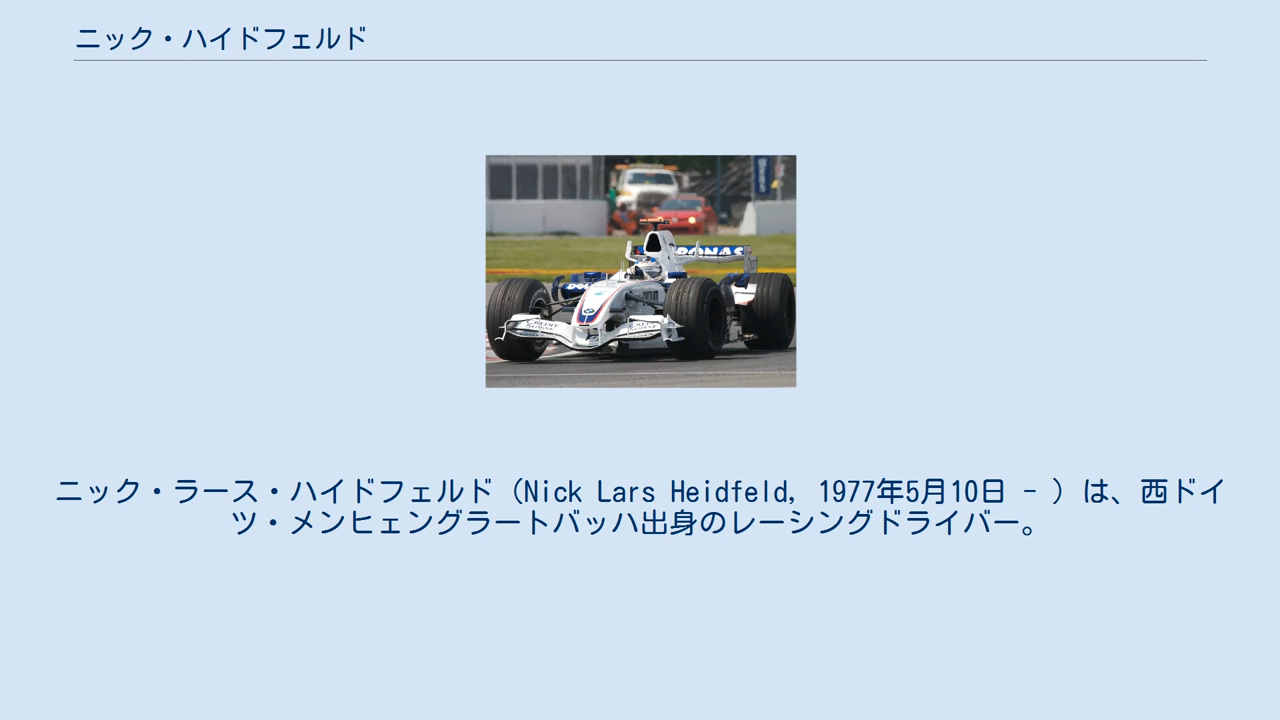 ニック・ハイドフェルド
PRONAS
CREDIT
SUISSE
ニック・ラース・ハイドフェルド（Nick Lars Heidfeld, 1977年5月10日 - ）は、西ドイ
ツ・メンヒェングラートバッハ出身のレーシングドライバー。